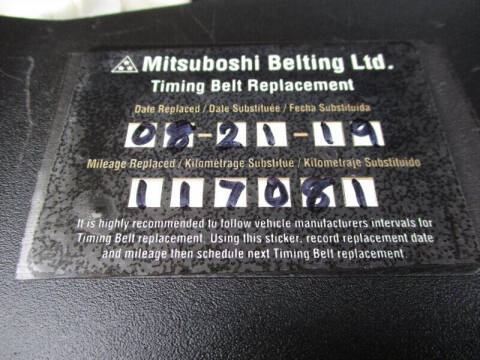 Mitsuboshi Belting Ltd.
Timing Belt Replacement
Date Replaced / Date Substituée / Fecha Substituida
08-21-19
Mileage Replaced / Kilométrage Substitué / Kilometraje Substituido
117081
It is highly recommended to follow vehicle manufacturers intervals for
Timing Belt replacement. Using this sticker, record replacement date
and mileage then schedule next Timing Belt replacement.